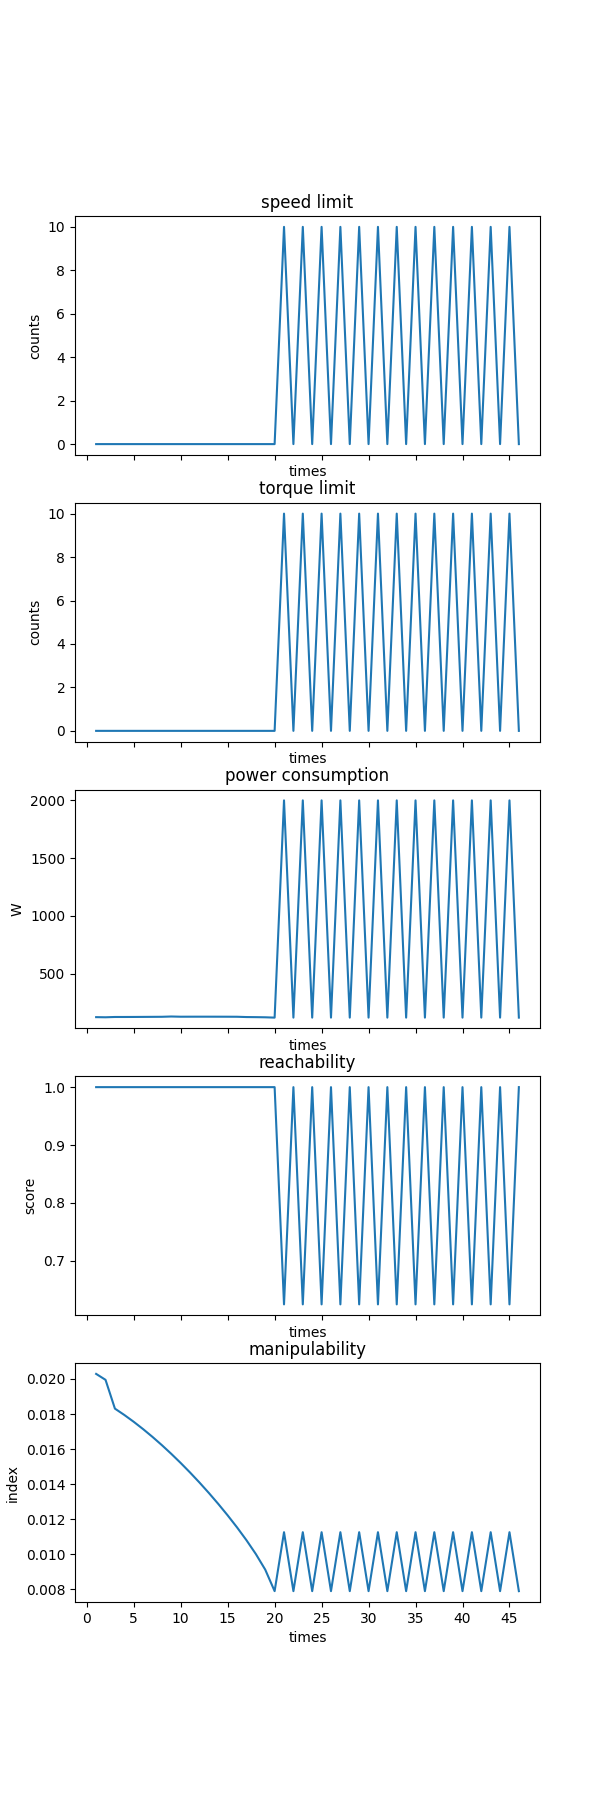 speed limit
10
8
6
4
2
0
counts
times
torque limit
10
8
6
4
2
0
counts
times
power consumption
2000
1500
1000
500
W
times
reachability
1.0
0.9
0.8
0.7
score
times
manipulability
0.020
0.018
0.016
0.014
0.012
0.010
0.008
index
0 5 10 15 20 25 30 35 40 45
times